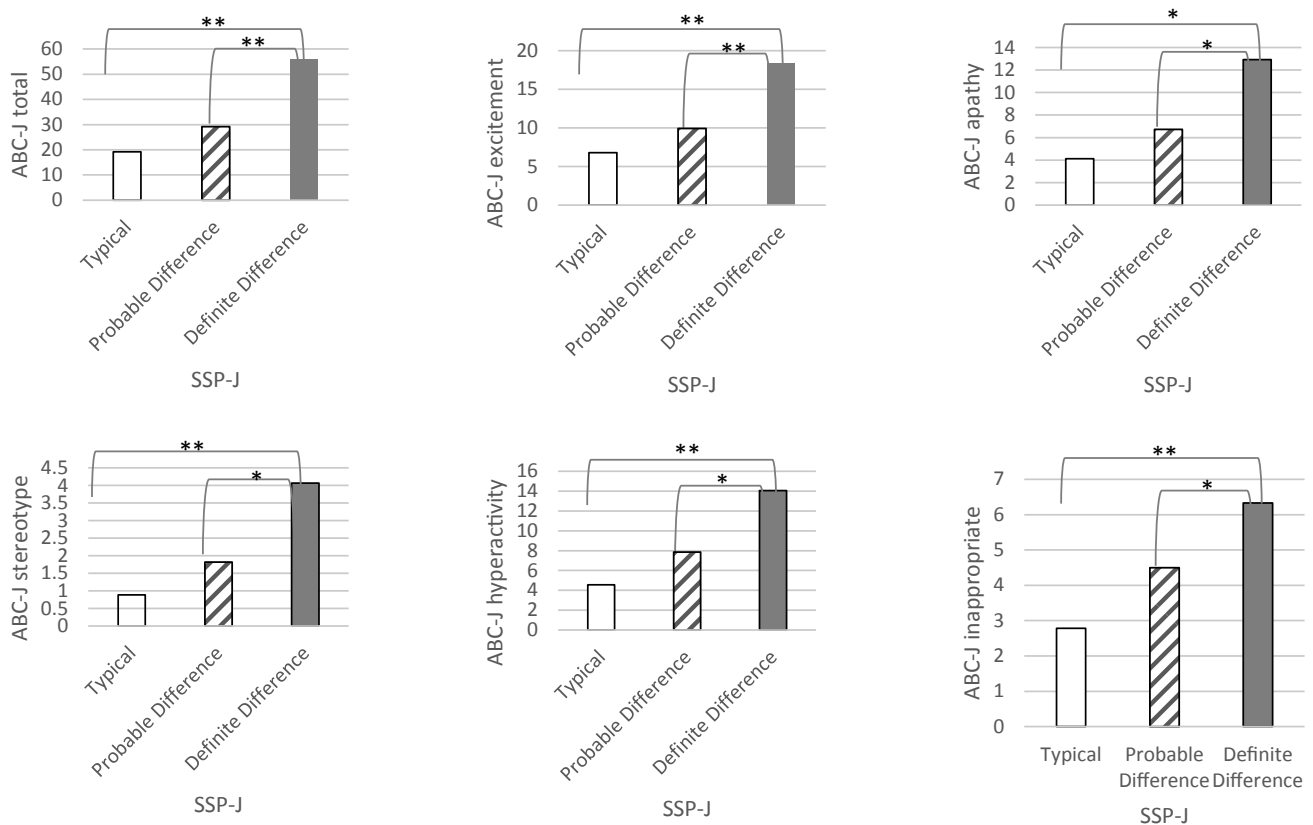 **
**
ABC-J total
60
50
40
30
20
10
0
Typical
Probable Difference
Definite Difference
SSP-J
**
**
ABC-J excitement
20
15
10
5
0
Typical
Probable Difference
Definite Difference
SSP-J
*
*
ABC-J apathy
14
12
10
8
6
4
2
0
Typical
Probable Difference
Definite Difference
SSP-J
**
*
ABC-J stereotype
4.5
4
3.5
3
2.5
2
1.5
1
0.5
0
Typical
Probable Difference
Definite Difference
SSP-J
**
*
ABC-J hyperactivity
16
14
12
10
8
6
4
2
0
Typical
Probable Difference
Definite Difference
SSP-J
**
*
ABC-J inappropriate
7
6
5
4
3
2
1
0
Typical
Probable
Difference
Definite
Difference
SSP-J